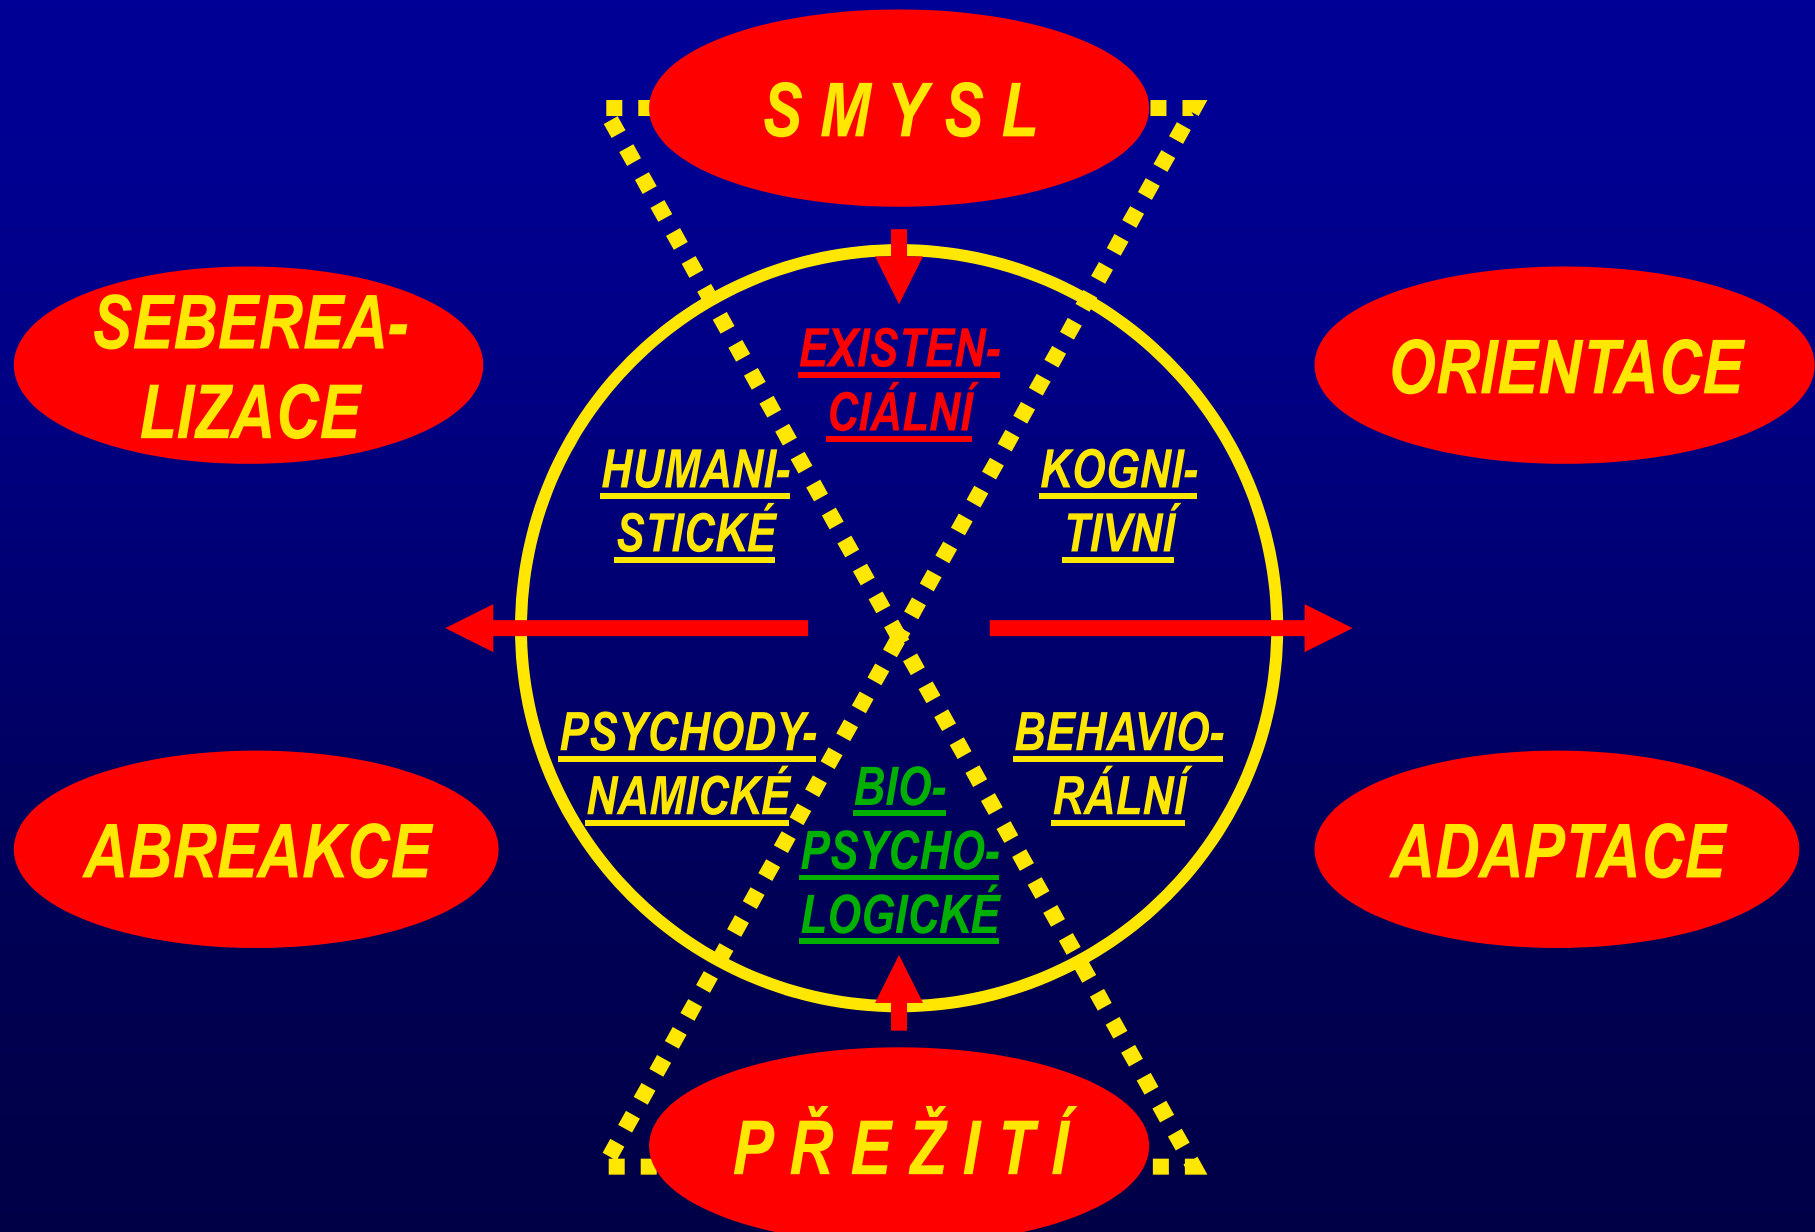 S M Y S L
SEBEREA-
LIZACE
ORIENTACE
EXISTEN-
CIÁLNÍ
HUMANI-
STICKÉ
KOGNI-
TIVNÍ
PSYCHODY-
NAMICKÉ
BEHAVIO-
RÁLNÍ
BIO-
PSYCHO-
LOGICKÉ
ABREAKCE
ADAPTACE
P Ř E Ž I T Í